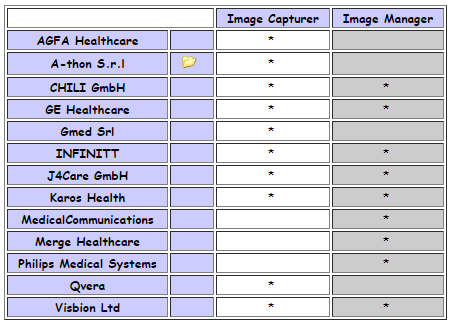 Image Capturer Image Manager
AGFA Healthcare *
A-thon S.r.l *
CHILI GmbH * *
GE Healthcare * *
Gmed Srl *
INFINITT * *
J4Care GmbH * *
Karos Health * *
MedicalCommunications *
Merge Healthcare *
Philips Medical Systems *
Qvera *
Visbion Ltd * *